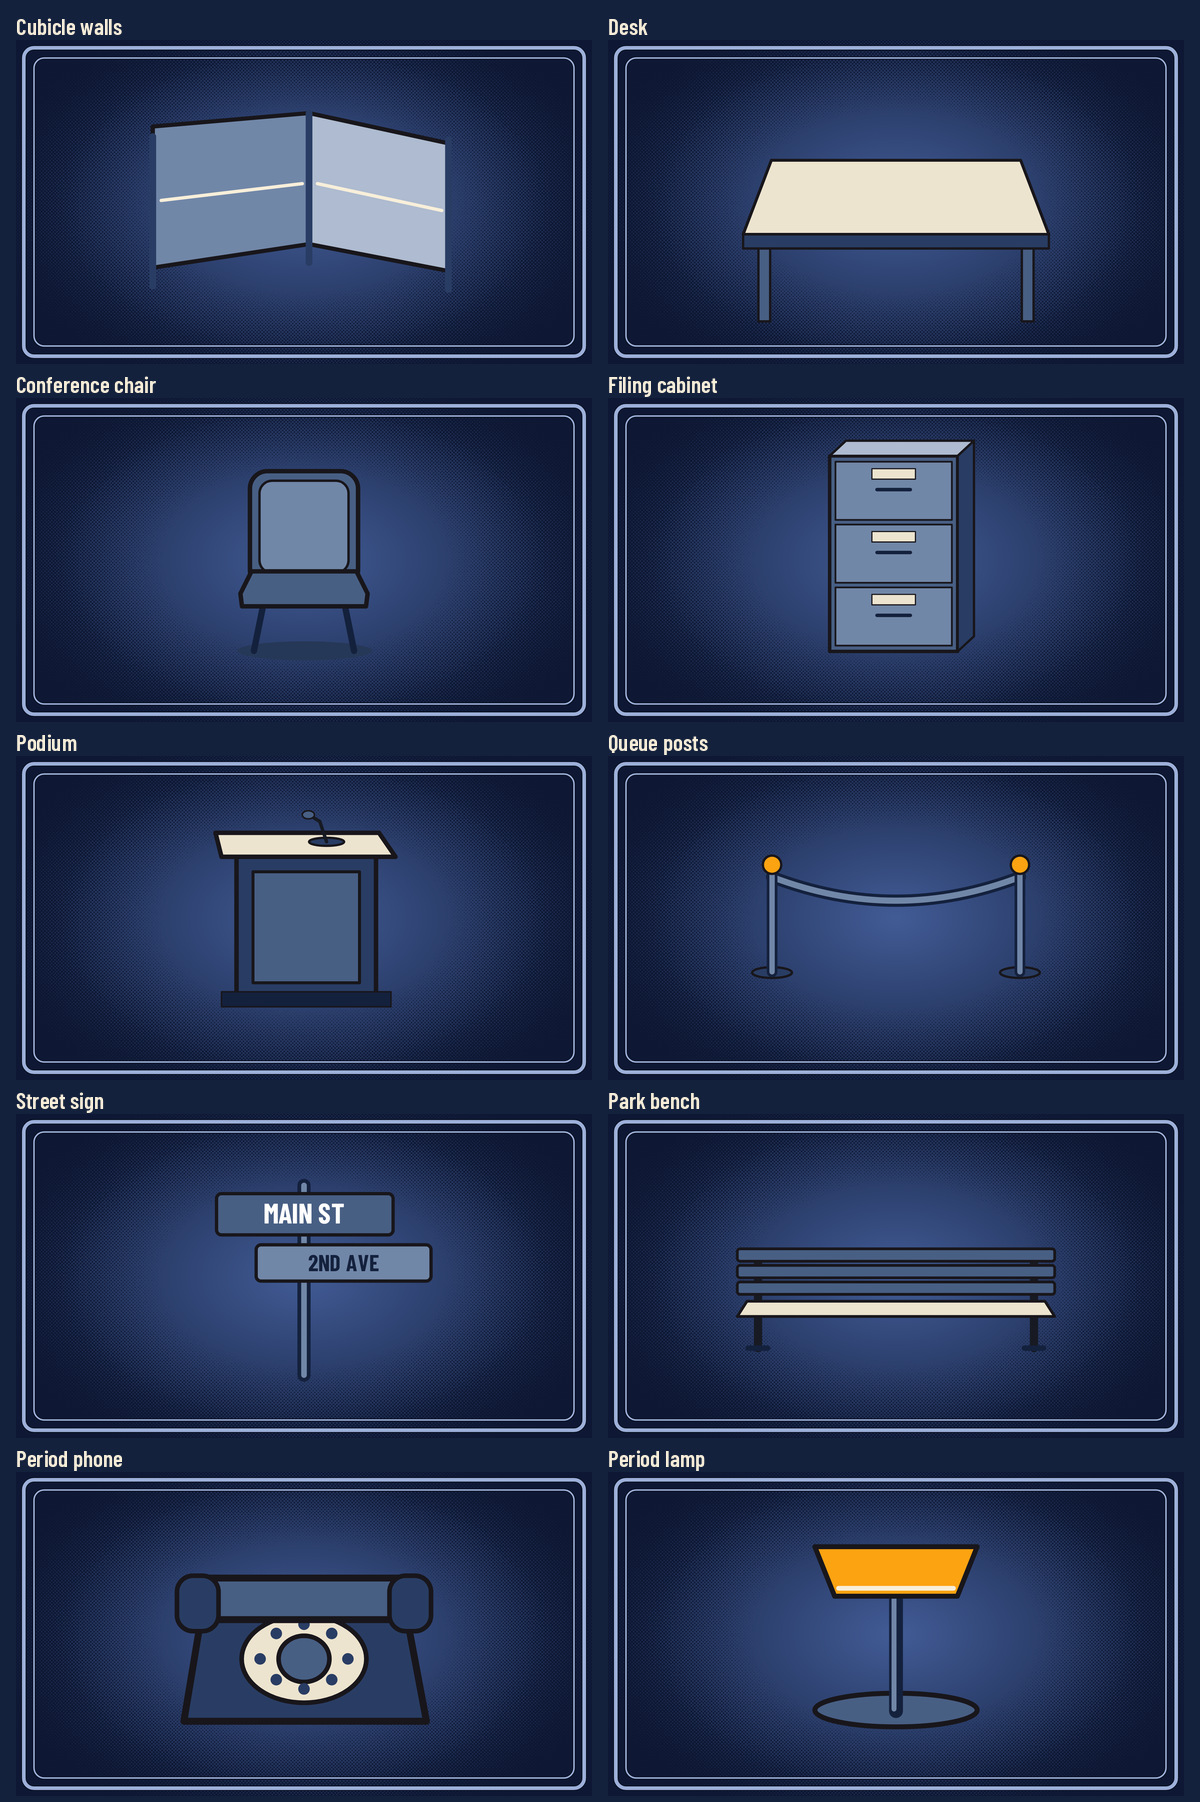 Cubicle walls
Desk
Conference chair
Filing cabinet
Podium
Queue posts
Street sign
MAIN ST
2ND AVE
Park bench
Period phone
Period lamp